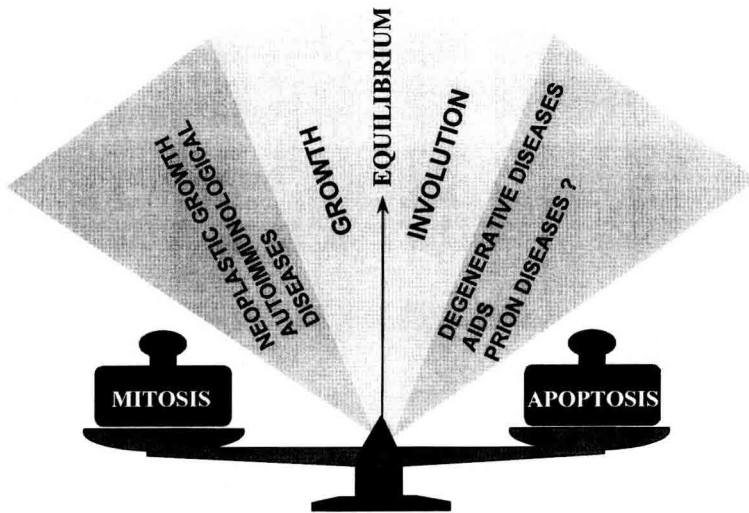 NEOPLASTIC GROWTH
AUTOIMMUNOLOGICAL
DISEASES
GROWTH
EQUILIBRIUM
INVOLUTION
DEGENERATIVE DISEASES
AIDS
PRION DISEASES ?
MITOSIS
APOPTOSIS